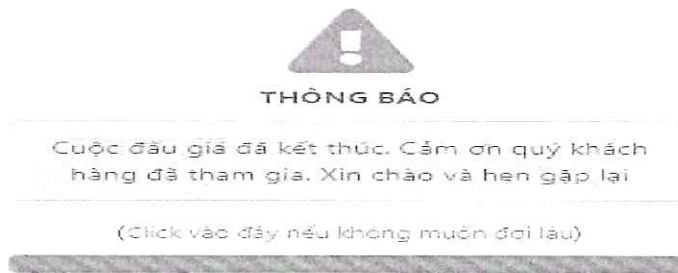 THÔNG BÁO
Cuộc đấu giá đã kết thúc. Cảm ơn quý khách
hàng đã tham gia. Xin chào và hẹn gặp lại
(Click vào đây nếu không muốn đợi lâu)